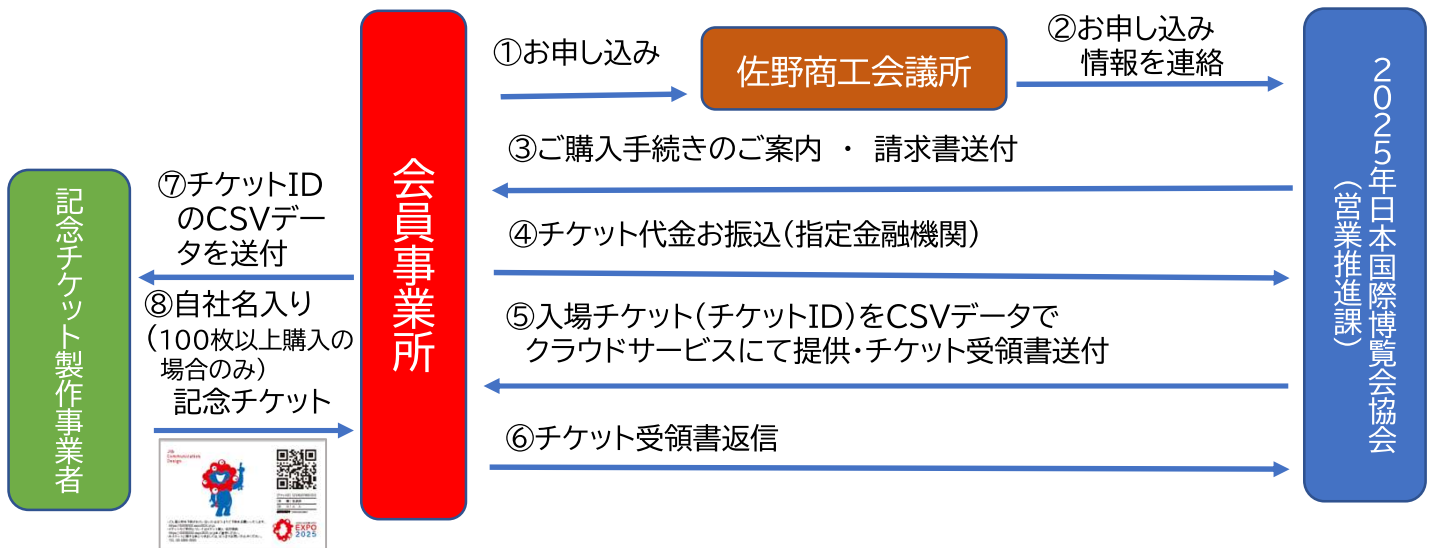 ①お申し込み
佐野商工会議所
②お申し込み
情報を連絡
③ご購入手続きのご案内 ・ 請求書送付
④チケット代金お振込(指定金融機関)
⑤入場チケット(チケットID)をCSVデータで
クラウドサービスにて提供・チケット受領書送付
⑥チケット受領書返信
2025年日本国際博覧会協会
(営業推進課)
会員事業所
⑦チケットID
のCSVデー
タを送付
⑧自社名入り
(100枚以上購入の
場合のみ)
記念チケット
記念チケット製作事業者
EXPO
2025